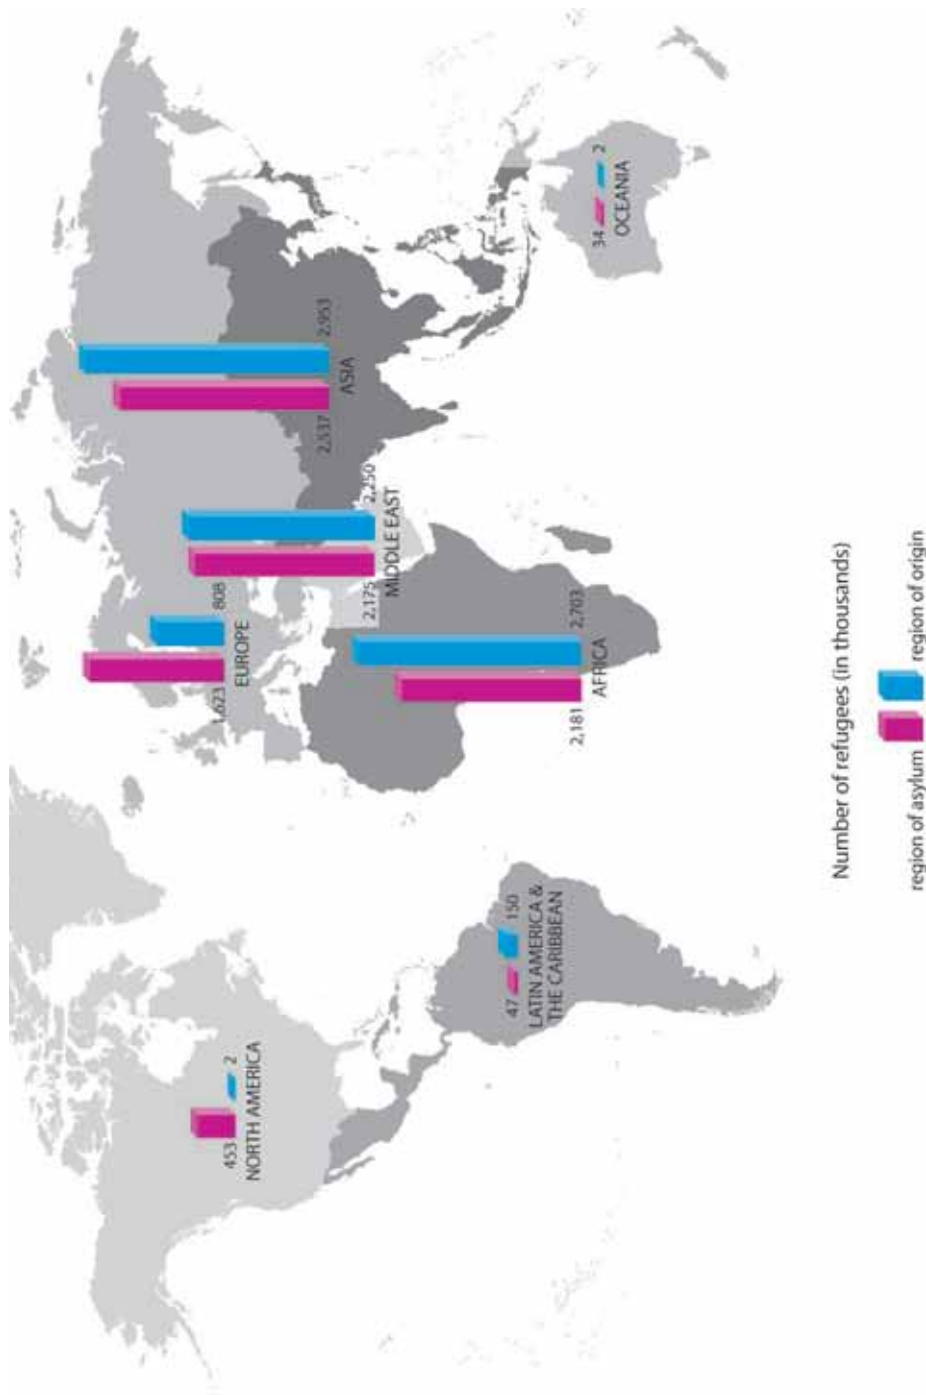 453
2
NORTH AMERICA
47
150
LATIN AMERICA &
THE CARIBBEAN
1,623
808
EUROPE
2,175
2,250
MIDDLE EAST
2,181
2,703
AFRICA
2,537
2,953
ASIA
34
2
OCEANIA
Number of refugees (in thousands)
region of asylum
region of origin